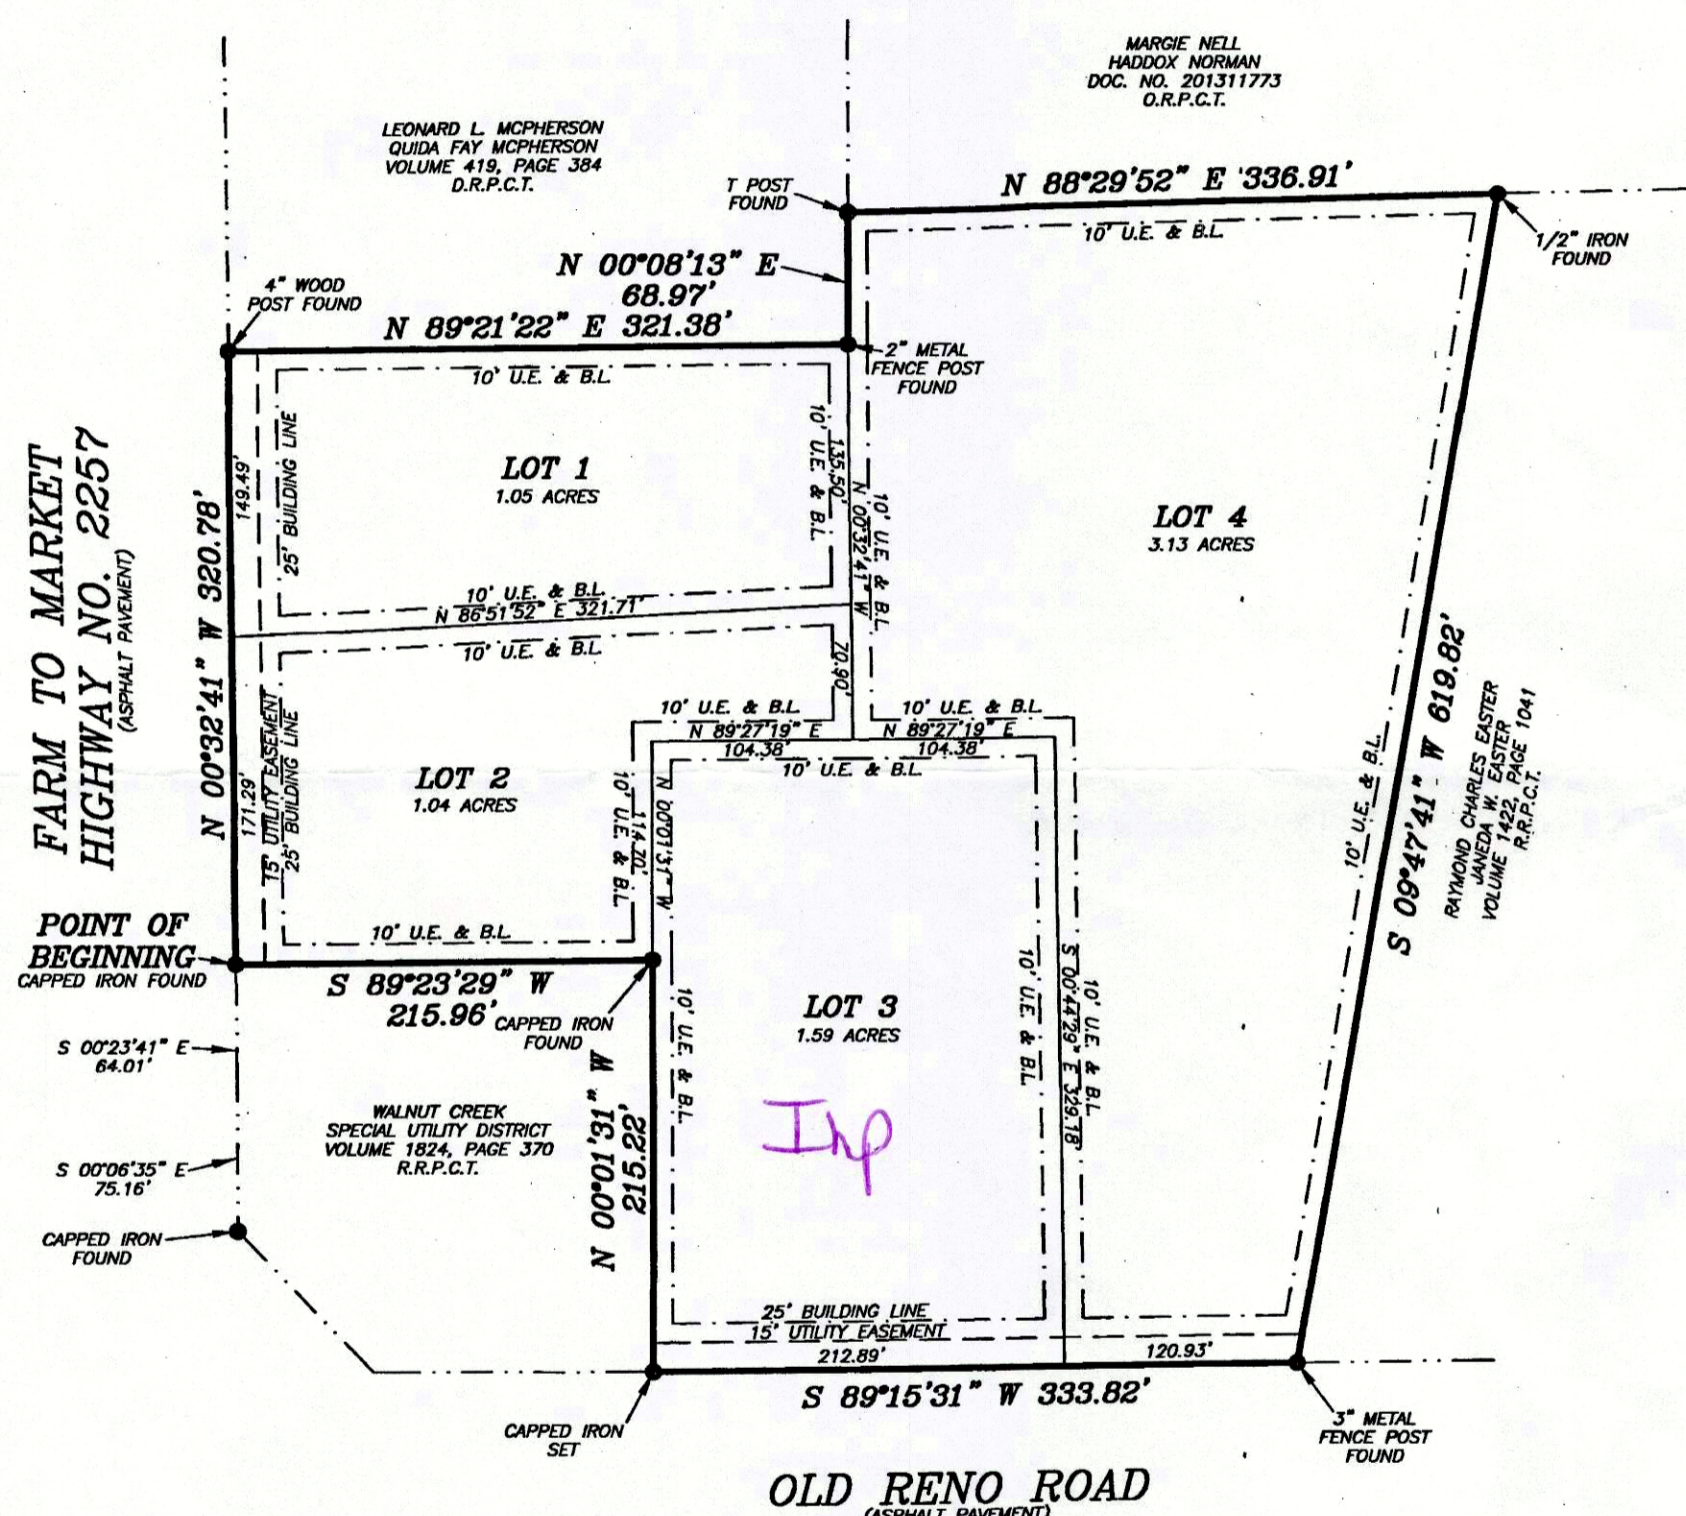 MARGIE NELL
HADDOX NORMAN
DOC. NO. 201311773
O.R.P.C.T.
LEONARD L. MCPHERSON
QUIDA FAY MCPHERSON
VOLUME 419, PAGE 384
D.R.P.C.T.
T POST
FOUND
N 88°29'52" E 336.91'
10' U.E. & B.L.
1/2" IRON
FOUND
N 00°08'13" E
68.97'
4" WOOD
POST FOUND
N 89°21'22" E 321.38'
2" METAL
FENCE POST
FOUND
10' U.E. & B.L.
FARM TO MARKET
HIGHWAY NO. 2257
(ASPHALT PAVEMENT)
N 00°32'41" W 320.78'
149.49'
25' BUILDING LINE
LOT 1
1.05 ACRES
10' U.E. & B.L.
135.50'
N 00°32'41" W
10' U.E. & B.L.
LOT 4
3.13 ACRES
10' U.E. & B.L.
N 86°51'52" E 321.71'
10' U.E. & B.L.
70.90'
171.29'
15' UTILITY EASEMENT
25' BUILDING LINE
LOT 2
1.04 ACRES
10' U.E. & B.L.
N 89°27'19" E
104.38'
10' U.E. & B.L.
N 89°27'19" E
104.38'
10' U.E. & B.L.
10' U.E. & B.L.
114.70'
N 00°01'31" W
10' U.E. & B.L.
S 09°47'41" W 619.82'
RAYMOND CHARLES EASTER
JANEDA W. EASTER
VOLUME 1422, PAGE 1041
R.R.P.C.T.
10' U.E. & B.L.
POINT OF
BEGINNING
CAPPED IRON FOUND
S 89°23'29" W
215.96'
CAPPED IRON
FOUND
S 00°23'41" E
64.01'
LOT 3
1.59 ACRES
10' U.E. & B.L.
10' U.E. & B.L.
S 00°44'29" E 329.18'
10' U.E. & B.L.
N 00°01'31" W
215.22'
WALNUT CREEK
SPECIAL UTILITY DISTRICT
VOLUME 1824, PAGE 370
R.R.P.C.T.
S 00°06'35" E
75.16'
CAPPED IRON
FOUND
25' BUILDING LINE
15' UTILITY EASEMENT
212.89'
120.93'
S 89°15'31" W 333.82'
CAPPED IRON
SET
3" METAL
FENCE POST
FOUND
OLD RENO ROAD
(ASPHALT PAVEMENT)